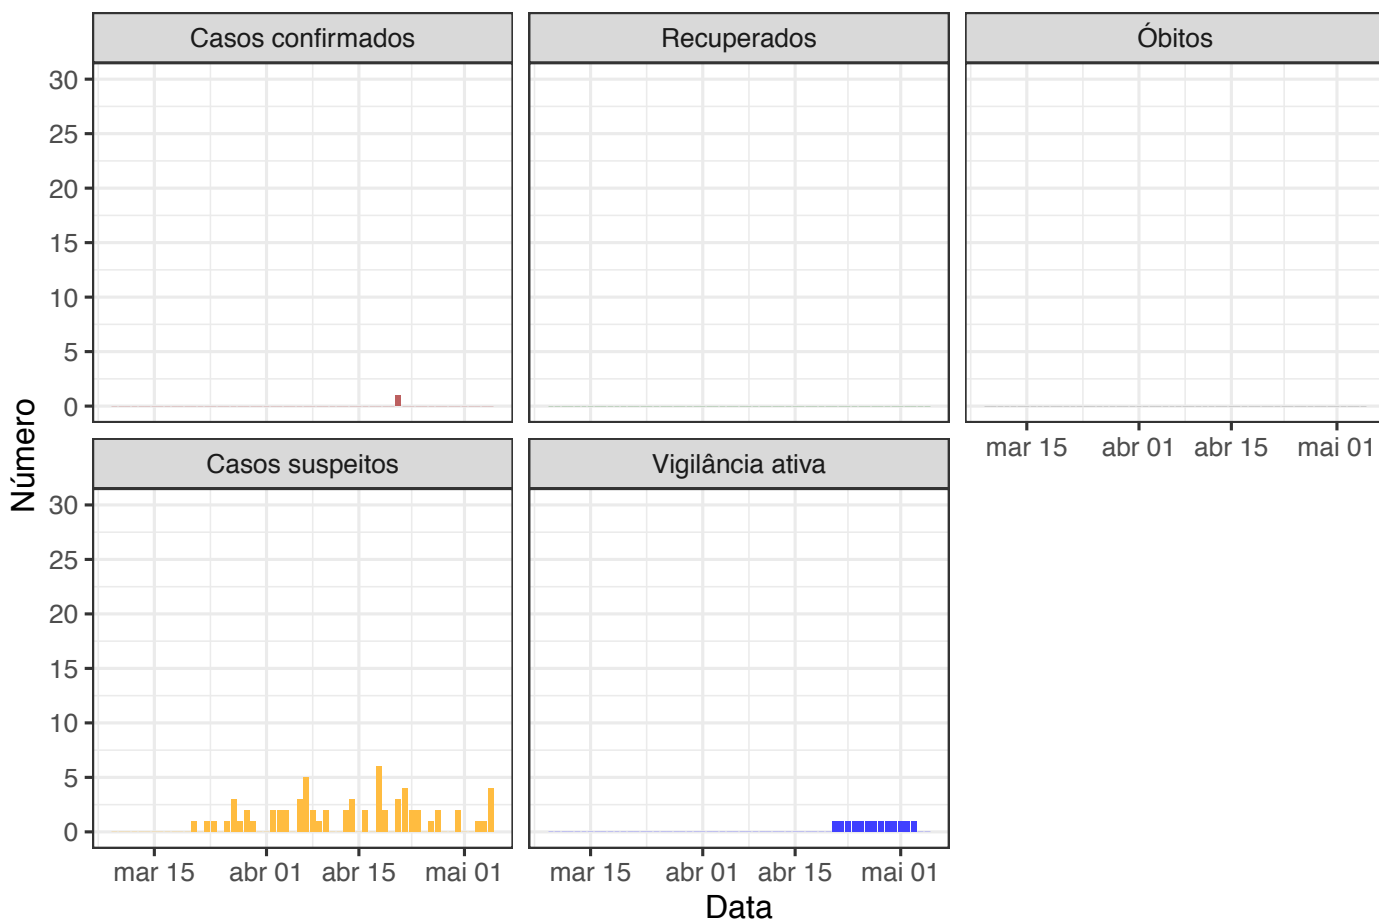 Casos confirmados
Recuperados
Óbitos
30
25
20
15
10
5
0
mar 15 abr 01 abr 15 mai 01
Número
Casos suspeitos
Vigilância ativa
30
25
20
15
10
5
0
mar 15 abr 01 abr 15 mai 01
mar 15 abr 01 abr 15 mai 01
Data